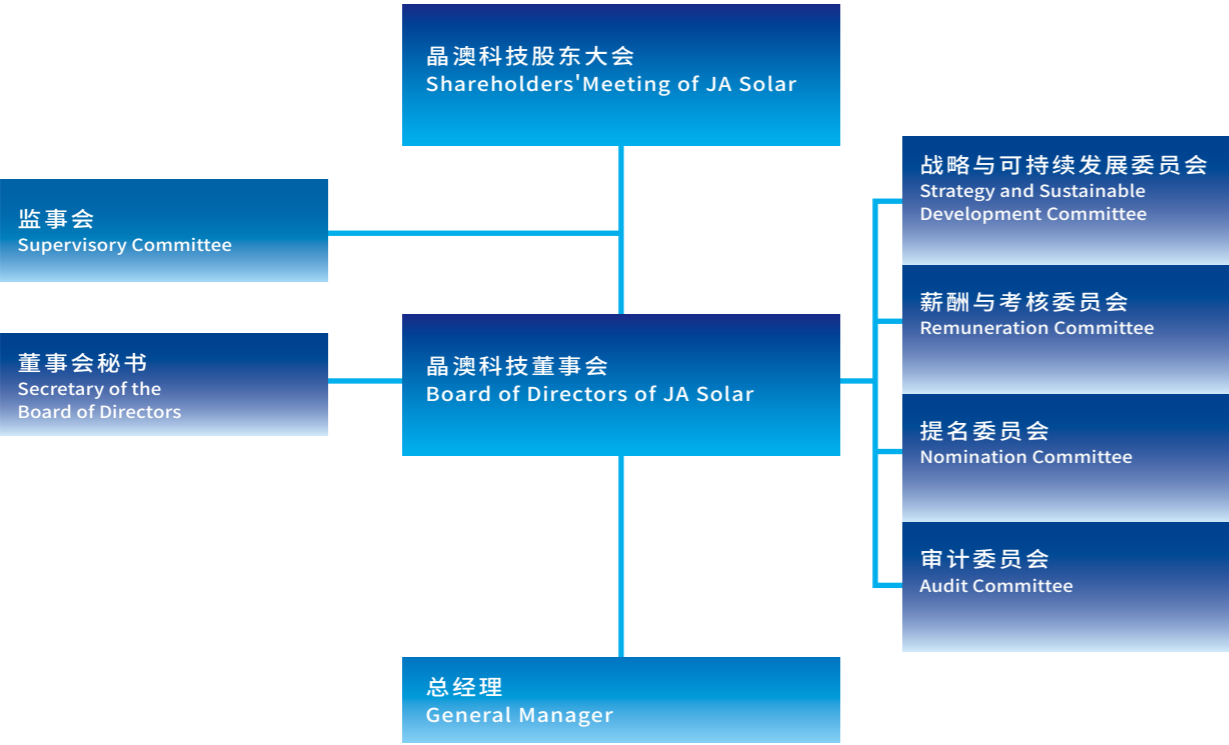 晶澳科技股东大会
Shareholders'Meeting of JA Solar
监事会
Supervisory Committee
董事会秘书
Secretary of the
Board of Directors
晶澳科技董事会
Board of Directors of JA Solar
战略与可持续发展委员会
Strategy and Sustainable
Development Committee
薪酬与考核委员会
Remuneration Committee
提名委员会
Nomination Committee
审计委员会
Audit Committee
总经理
General Manager